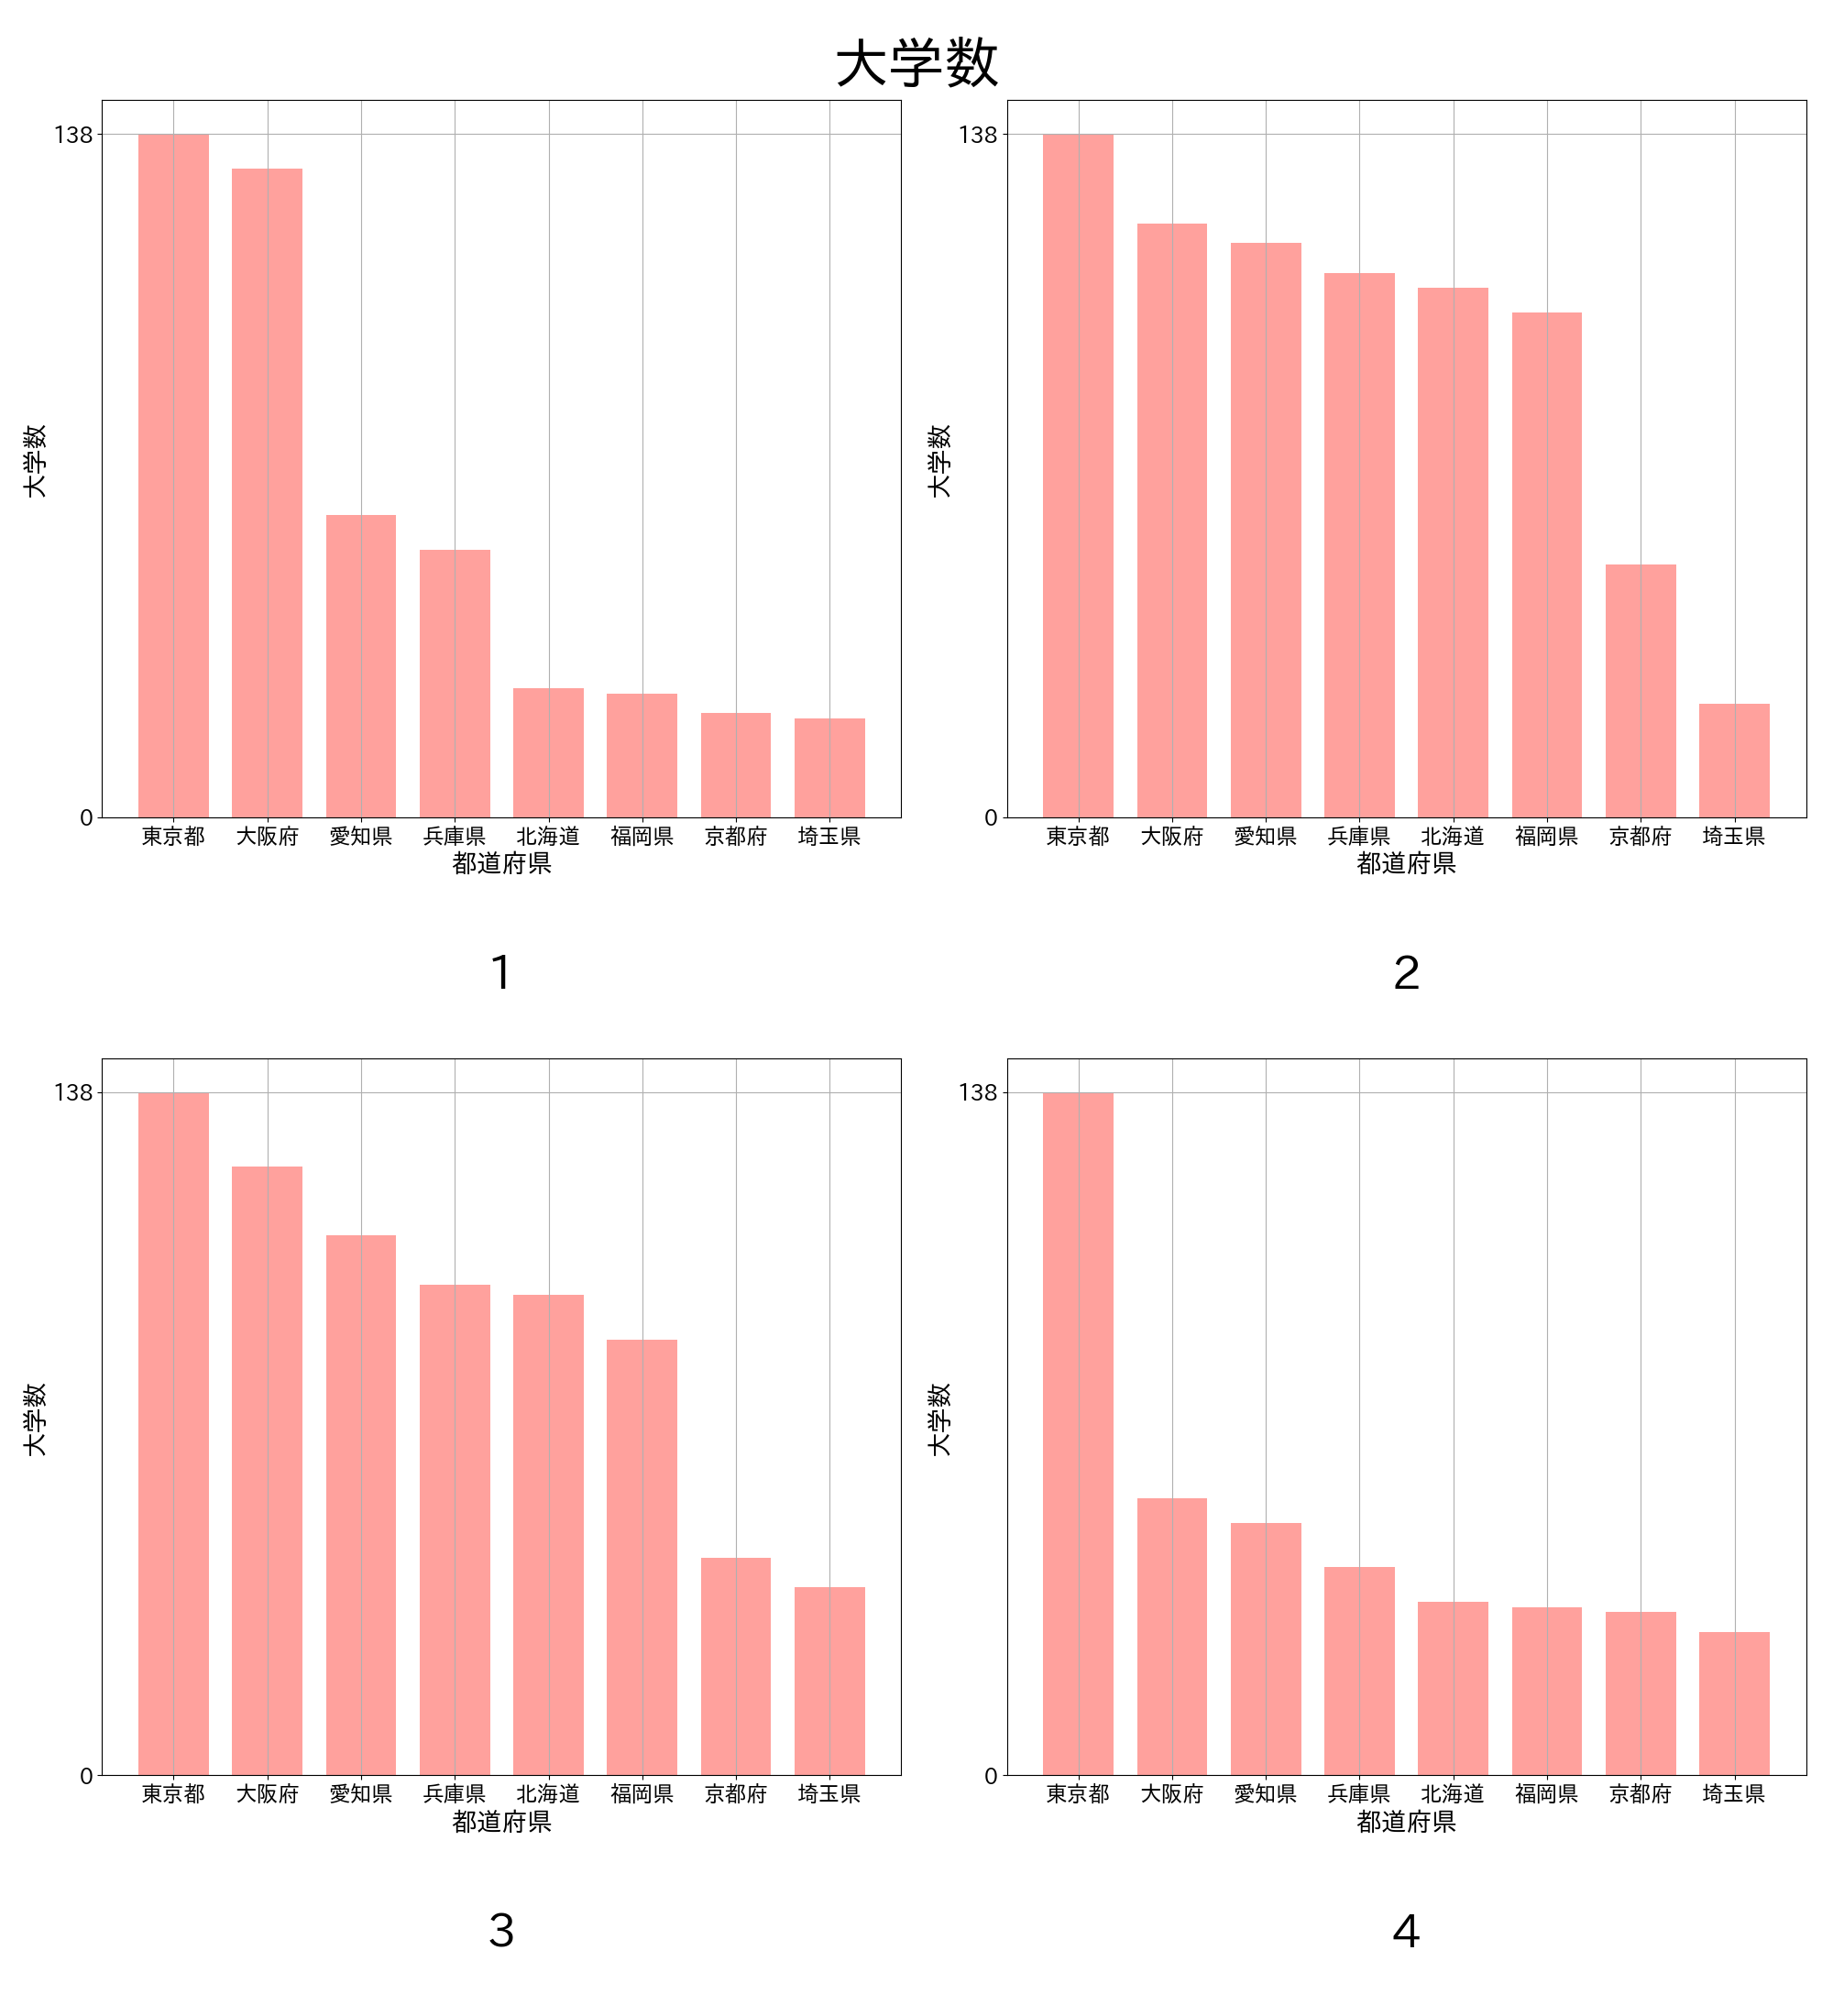 大学数
138
0
大学数
東京都 大阪府 愛知県 兵庫県 北海道 福岡県 京都府 埼玉県
都道府県
1
138
0
大学数
東京都 大阪府 愛知県 兵庫県 北海道 福岡県 京都府 埼玉県
都道府県
2
138
0
大学数
東京都 大阪府 愛知県 兵庫県 北海道 福岡県 京都府 埼玉県
都道府県
3
138
0
大学数
東京都 大阪府 愛知県 兵庫県 北海道 福岡県 京都府 埼玉県
都道府県
4